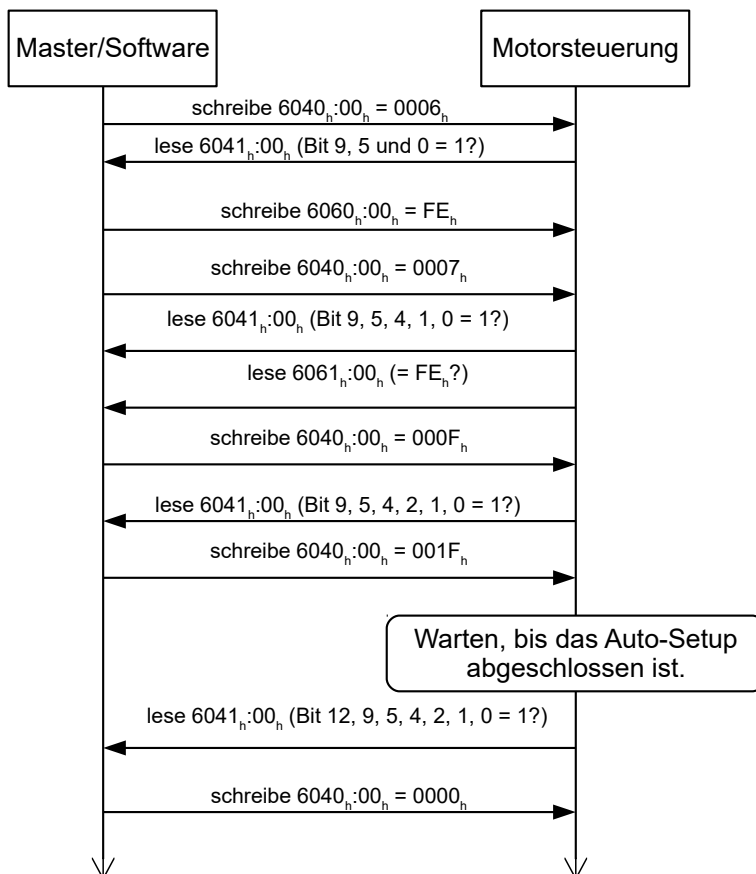 Master/Software
Motorsteuerung
schreibe 6040h:00h = 0006h
lese 6041h:00h (Bit 9, 5 und 0 = 1?)
schreibe 6060h:00h = FEh
schreibe 6040h:00h = 0007h
lese 6041h:00h (Bit 9, 5, 4, 1, 0 = 1?)
lese 6061h:00h (= FEh?)
schreibe 6040h:00h = 000Fh
lese 6041h:00h (Bit 9, 5, 4, 2, 1, 0 = 1?)
schreibe 6040h:00h = 001Fh
Warten, bis das Auto-Setup
abgeschlossen ist.
lese 6041h:00h (Bit 12, 9, 5, 4, 2, 1, 0 = 1?)
schreibe 6040h:00h = 0000h